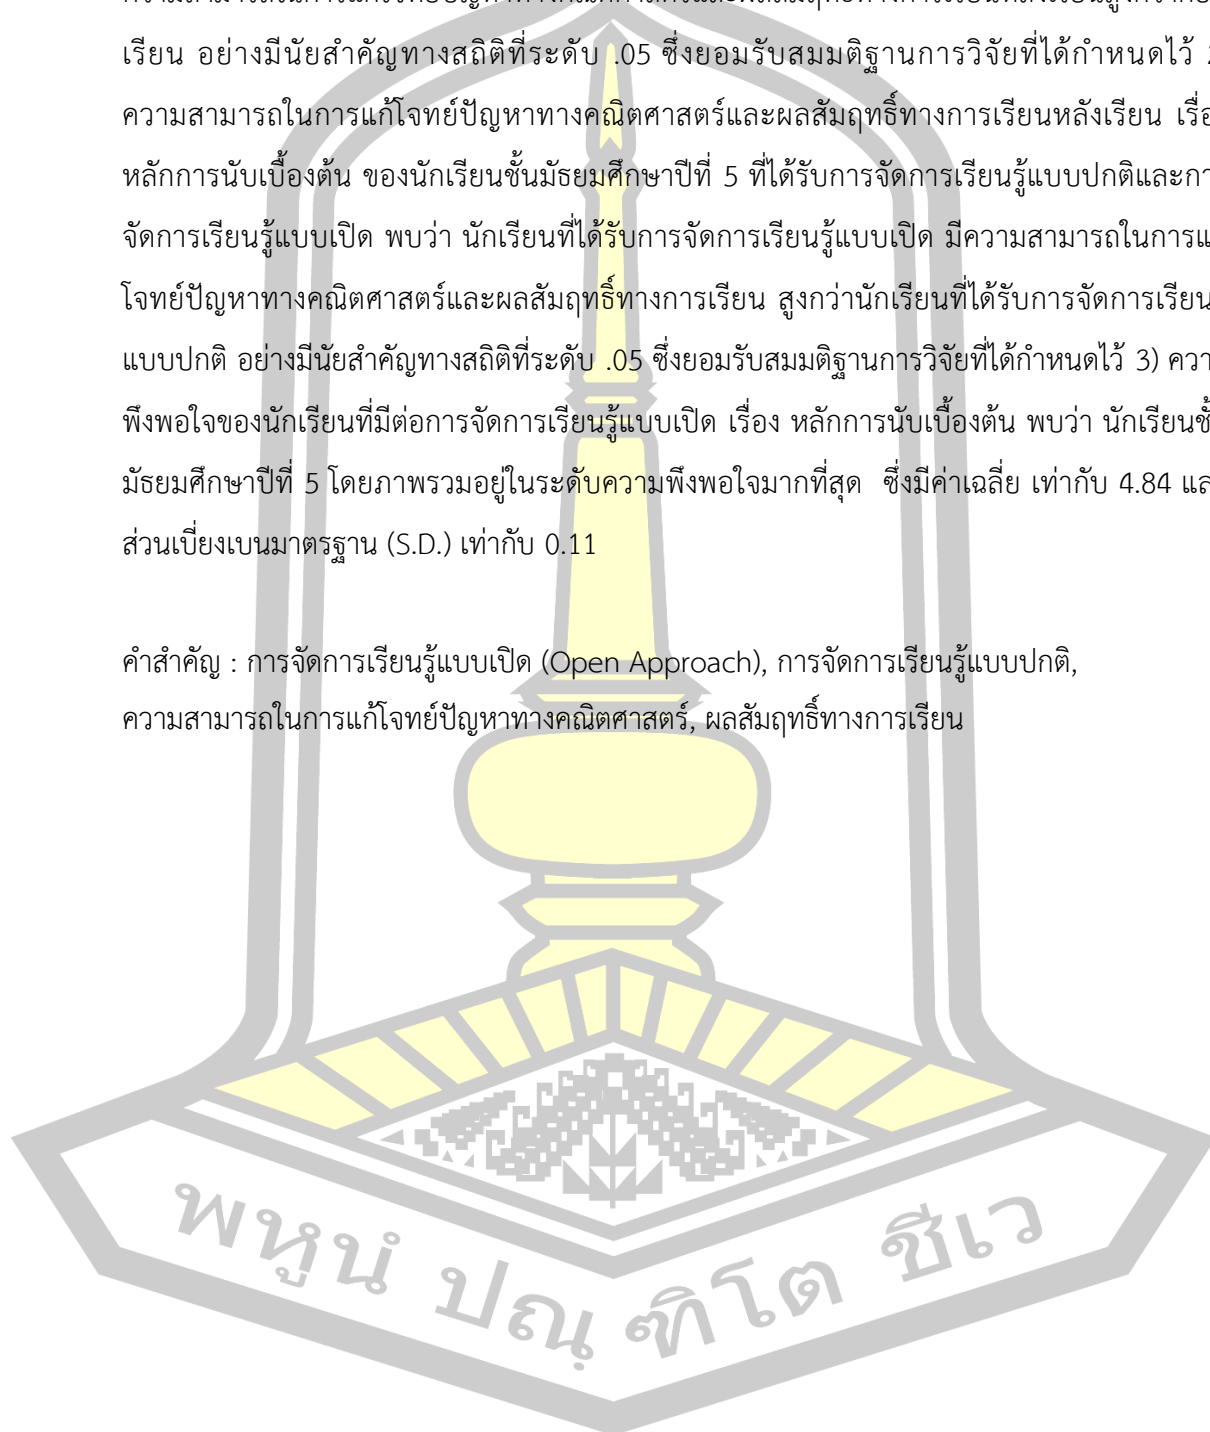 เรียน อย่างมีนัยสำคัญทางสถิติที่ระดับ .05 ซึ่งยอมรับสมมติฐานการวิจัยที่ได้กำหนดไว้
ความสามารถในการแก้โจทย์ปัญหาทางคณิตศาสตร์และผลสัมฤทธิ์ทางการเรียนหลังเรียน
หลักการนับเบื้องต้น ของนักเรียนชั้นมัธยมศึกษาปีที่ 5 ที่ได้รับการจัดการเรียนรู้แบบปกติและ
จัดการเรียนรู้แบบเปิด พบว่า นักเรียนที่ได้รับการจัดการเรียนรู้แบบเปิด มีความสามารถในการ
โจทย์ปัญหาทางคณิตศาสตร์และผลสัมฤทธิ์ทางการเรียน สูงกว่านักเรียนที่ได้รับการจัดการเรียน
แบบปกติ อย่างมีนัยสำคัญทางสถิติที่ระดับ .05 ซึ่งยอมรับสมมติฐานการวิจัยที่ได้กำหนดไว้ 3)
พึงพอใจของนักเรียนที่มีต่อการจัดการเรียนรู้แบบเปิด เรื่อง หลักการนับเบื้องต้น พบว่า นักเรียน
มัธยมศึกษาปีที่ 5 โดยภาพรวมอยู่ในระดับความพึงพอใจมากที่สุด ซึ่งมีค่าเฉลี่ย เท่ากับ 4.84
ส่วนเบี่ยงเบนมาตรฐาน (S.D.) เท่ากับ 0.11
คำสำคัญ : การจัดการเรียนรู้แบบเปิด (Open Approach), การจัดการเรียนรู้แบบปกติ,
ความสามารถในการแก้โจทย์ปัญหาทางคณิตศาสตร์, ผลสัมฤทธิ์ทางการเรียน
พหูนํ ปณฺฑิโต ชีเว